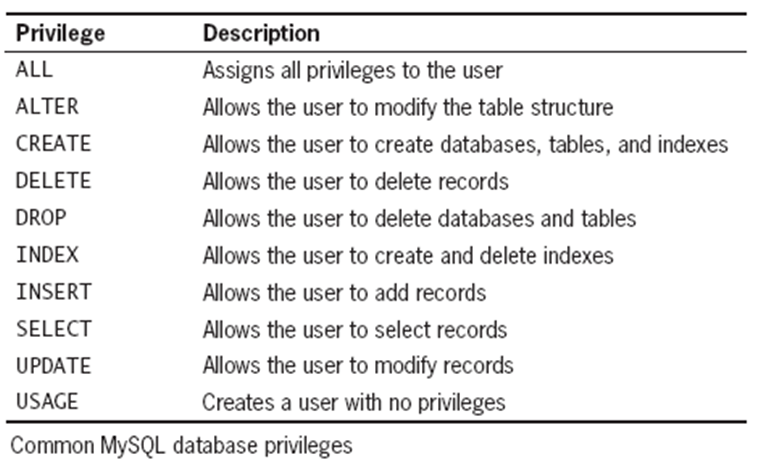 Privilege Description
ALL Assigns all privileges to the user
ALTER Allows the user to modify the table structure
CREATE Allows the user to create databases, tables, and indexes
DELETE Allows the user to delete records
DROP Allows the user to delete databases and tables
INDEX Allows the user to create and delete indexes
INSERT Allows the user to add records
SELECT Allows the user to select records
UPDATE Allows the user to modify records
USAGE Creates a user with no privileges
Common MySQL database privileges